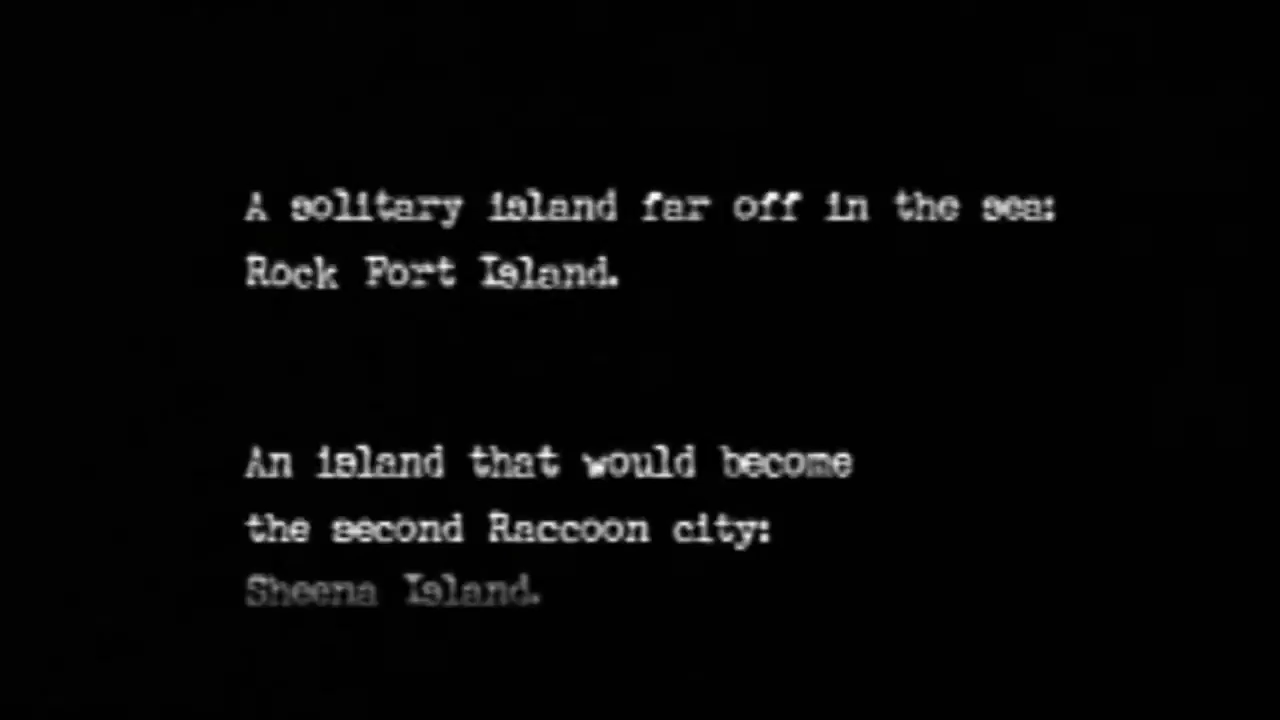 A solitary island far off in the sea:
Rock Fort Island.
An island that would become
the second Raccoon city:
Sheena Island.